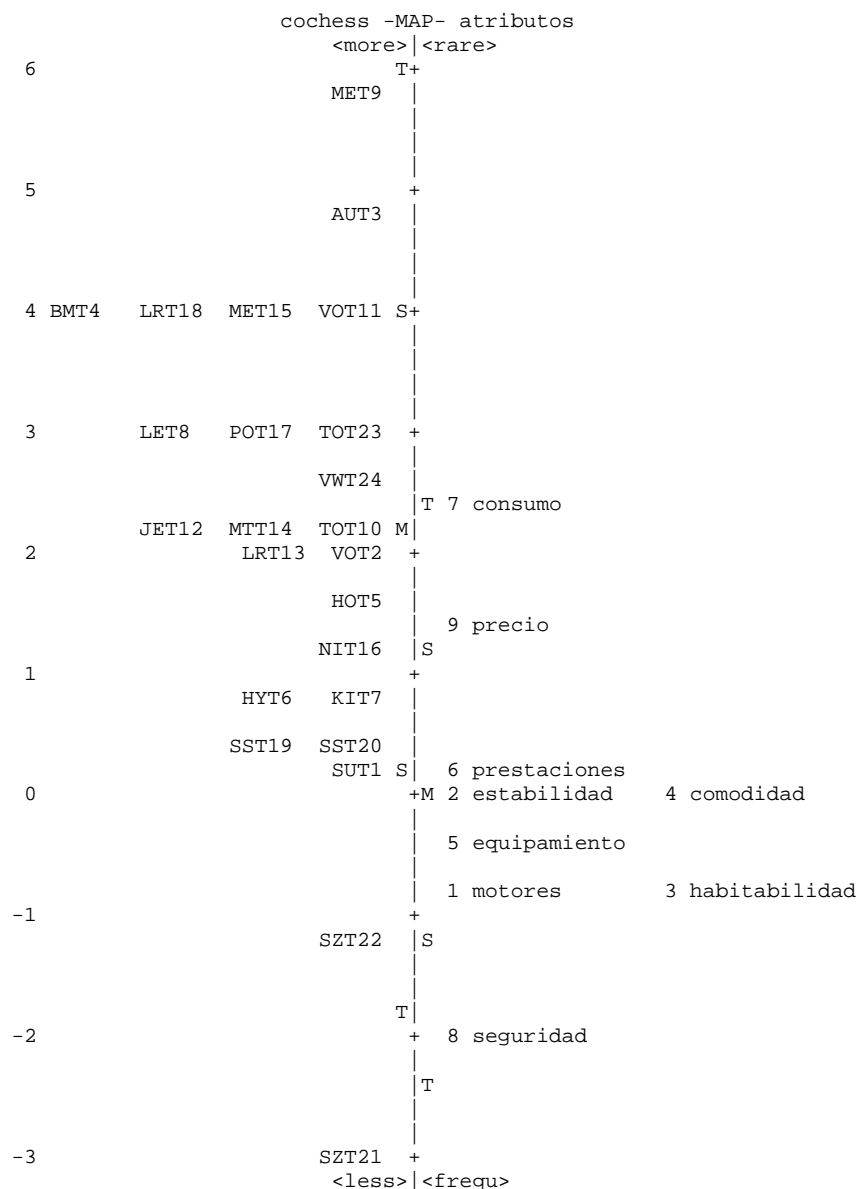 cochess -MAP- atributos
<more>|<rare>
6 T+
MET9 |
|
|
|
5 +
AUT3 |
|
|
|
4 BMT4 LRT18 MET15 VOT11 S+
|
|
|
|
3 LET8 POT17 TOT23 +
|
VWT24 |
|T 7 consumo
JET12 MTT14 TOT10 M|
2 LRT13 VOT2 +
|
HOT5 |
| 9 precio
NIT16 |S
1 +
HYT6 KIT7 |
|
SST19 SST20 |
SUT1 S| 6 prestaciones
0 +M 2 estabilidad 4 comodidad
|
| 5 equipamiento
|
| 1 motores 3 habitabilidad
-1 +
SZT22 |S
|
|
T|
-2 + 8 seguridad
|
|T
|
|
-3 SZT21 +
<less>|<frequ>